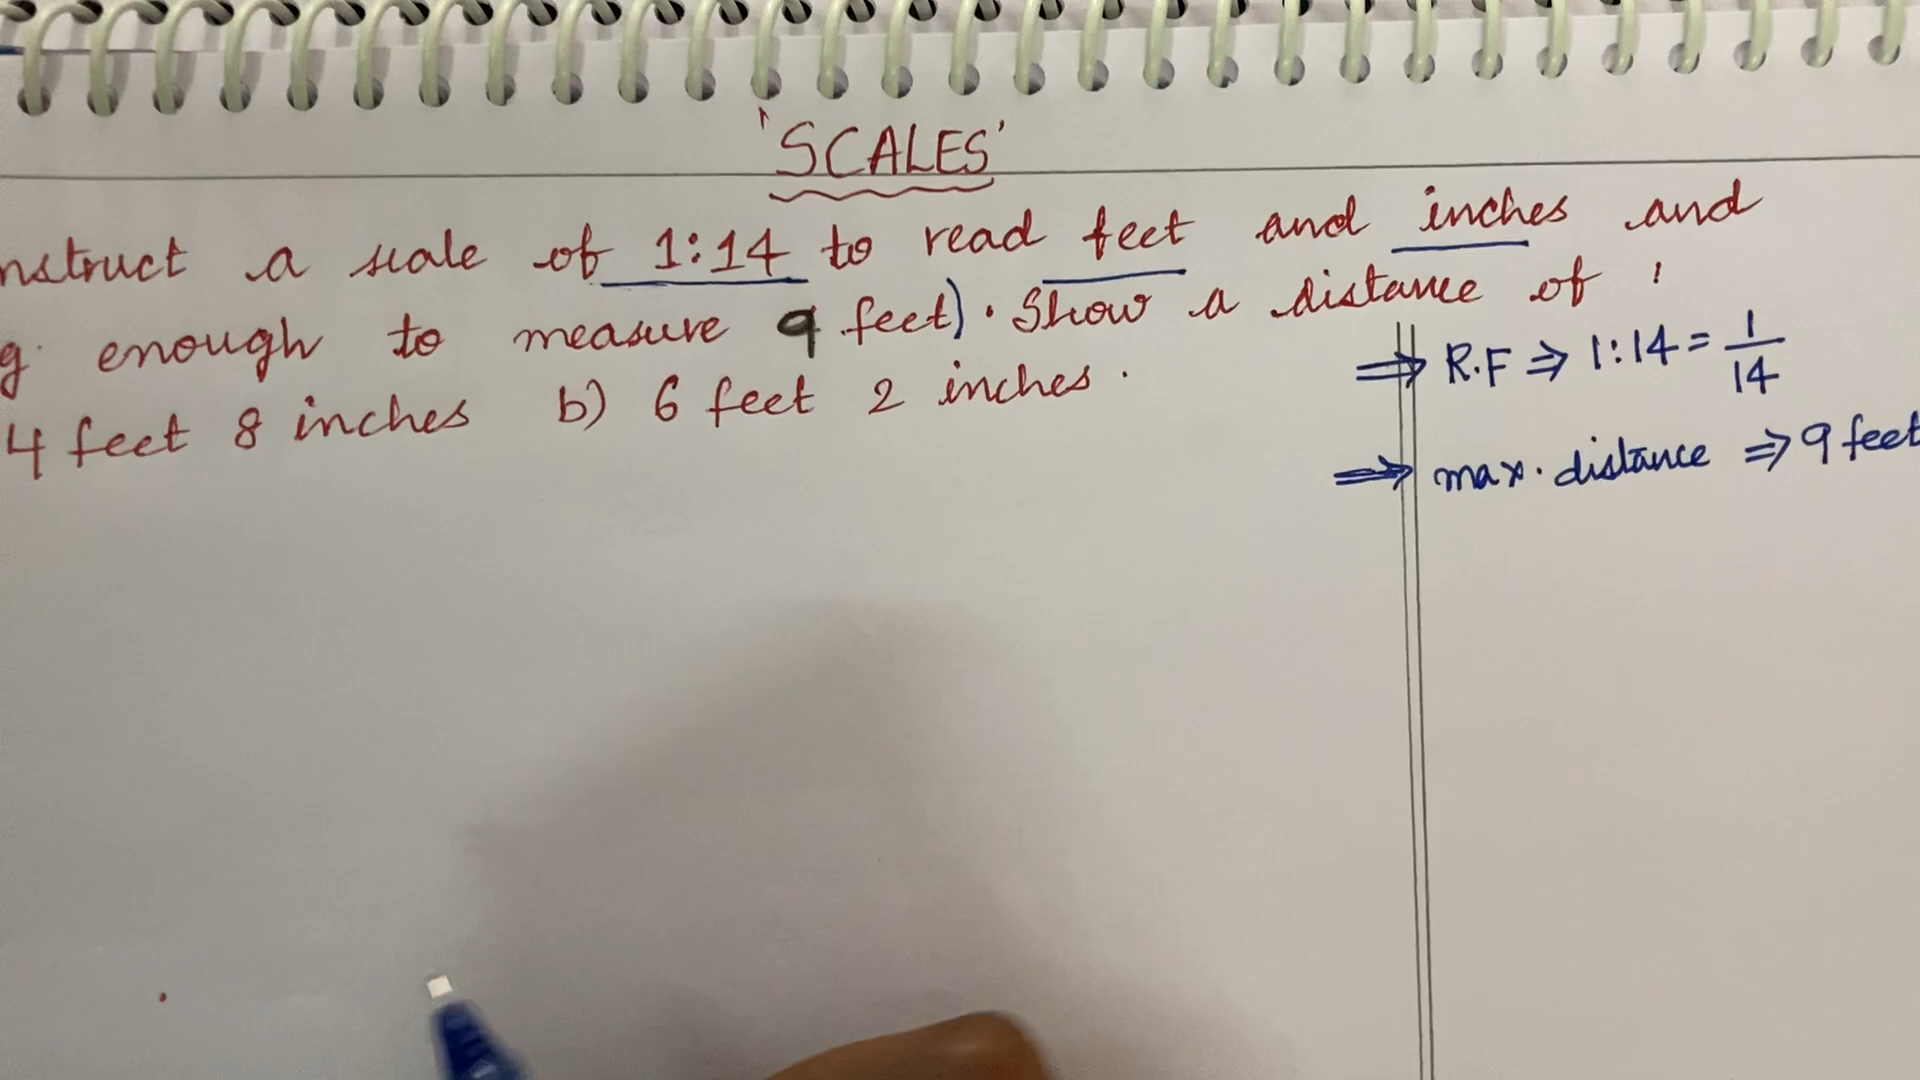 'SCALES'
nstruct a scale of 1:14 to read feet and inches and
g enough to measure 9 feet). Show a distance of !
4 feet 8 inches b) 6 feet 2 inches.
⇒ R.F ⇒ 1:14 = 1/14
⇒ max. distance ⇒ 9 feet